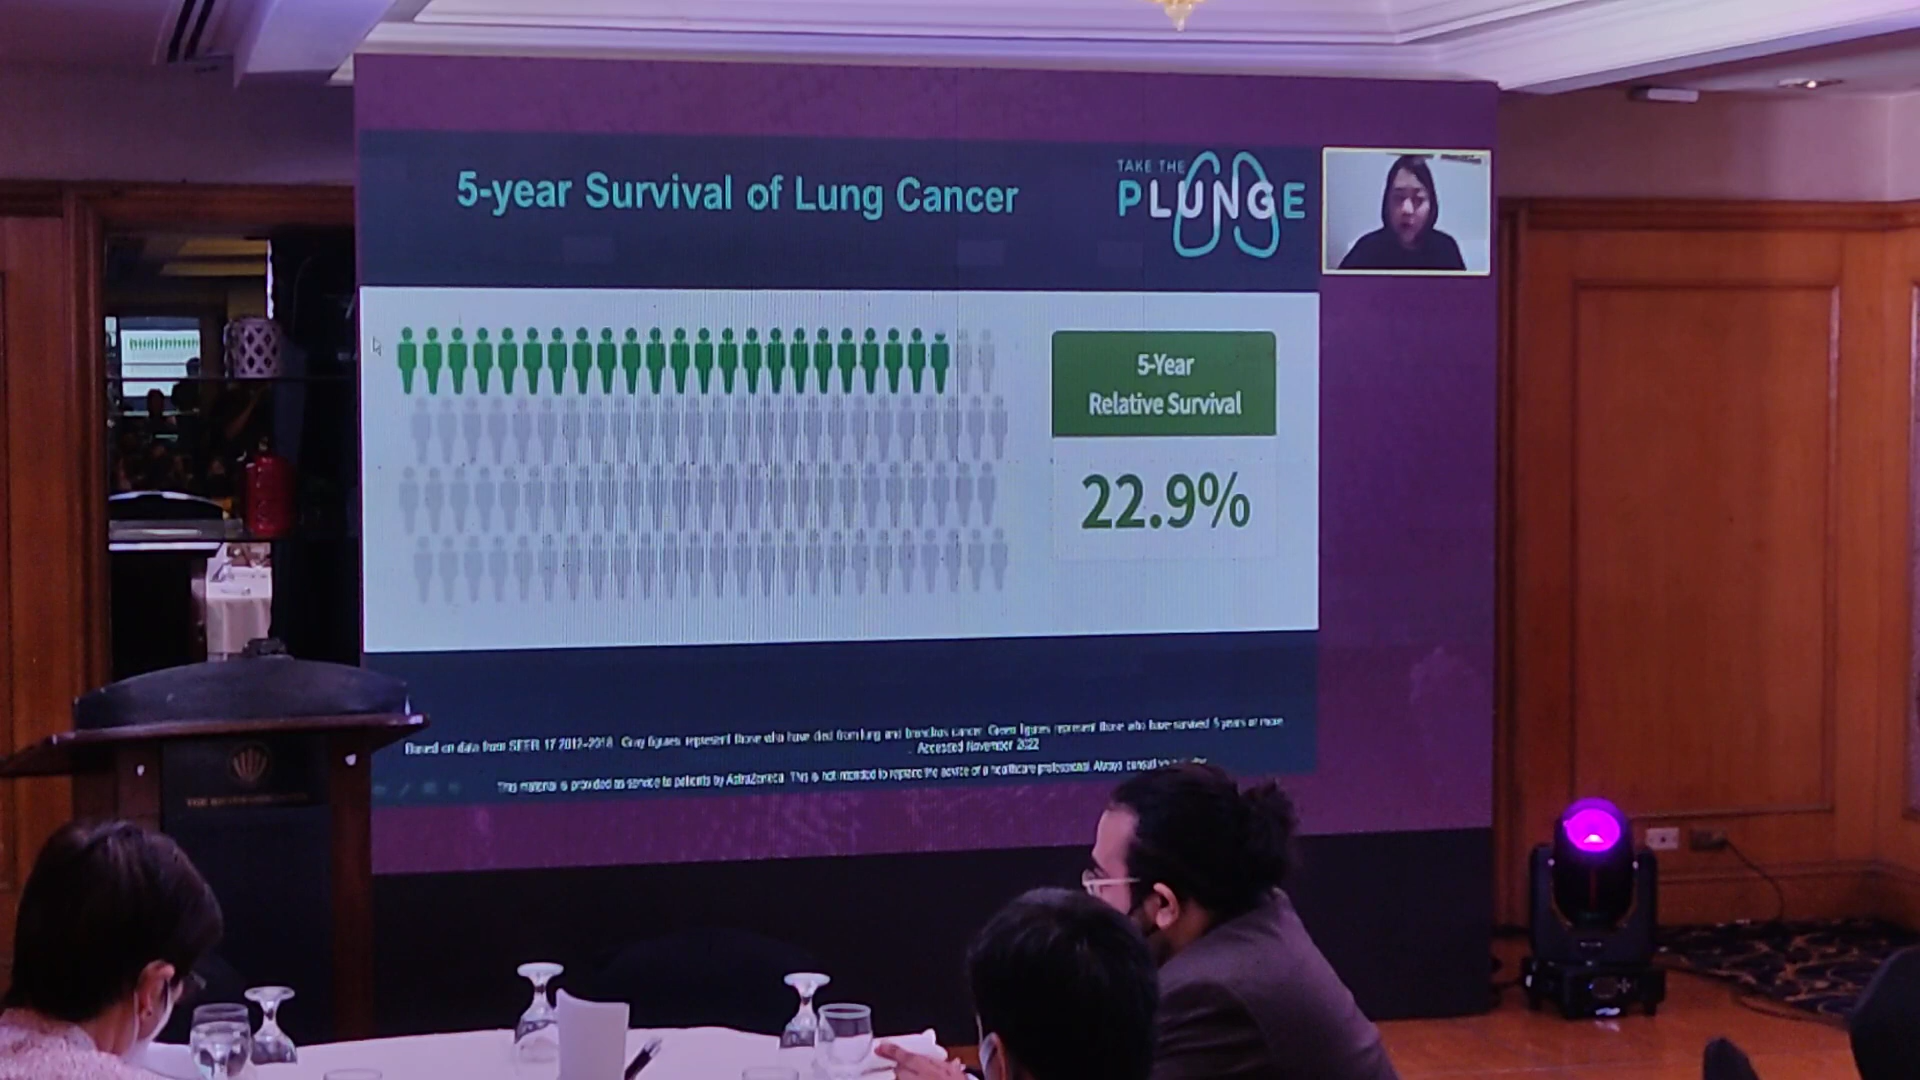 5-year Survival of Lung Cancer
TAKE THE
PLUNGE
5-Year
Relative Survival
22.9%
Based on data from SEER 17 2012-2018. Gray figures represent those who have died from lung and bronchus cancer. Green figures represent those who have survived 5 years or more
Accessed November 2022
This material is provided as service to patients by AstraZeneca. This is not intended to replace the advice of a healthcare professional. Always consult